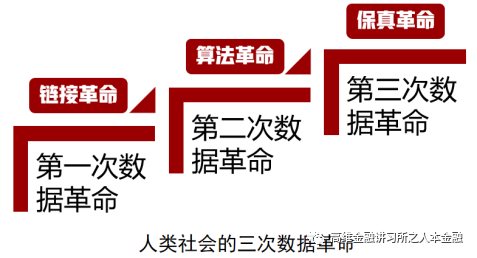 保真革命
算法革命
链接革命
第三次数
据革命
第二次数
据革命
第一次数
据革命
人类社会的三次数据革命
高维金融讲习所之人本金融